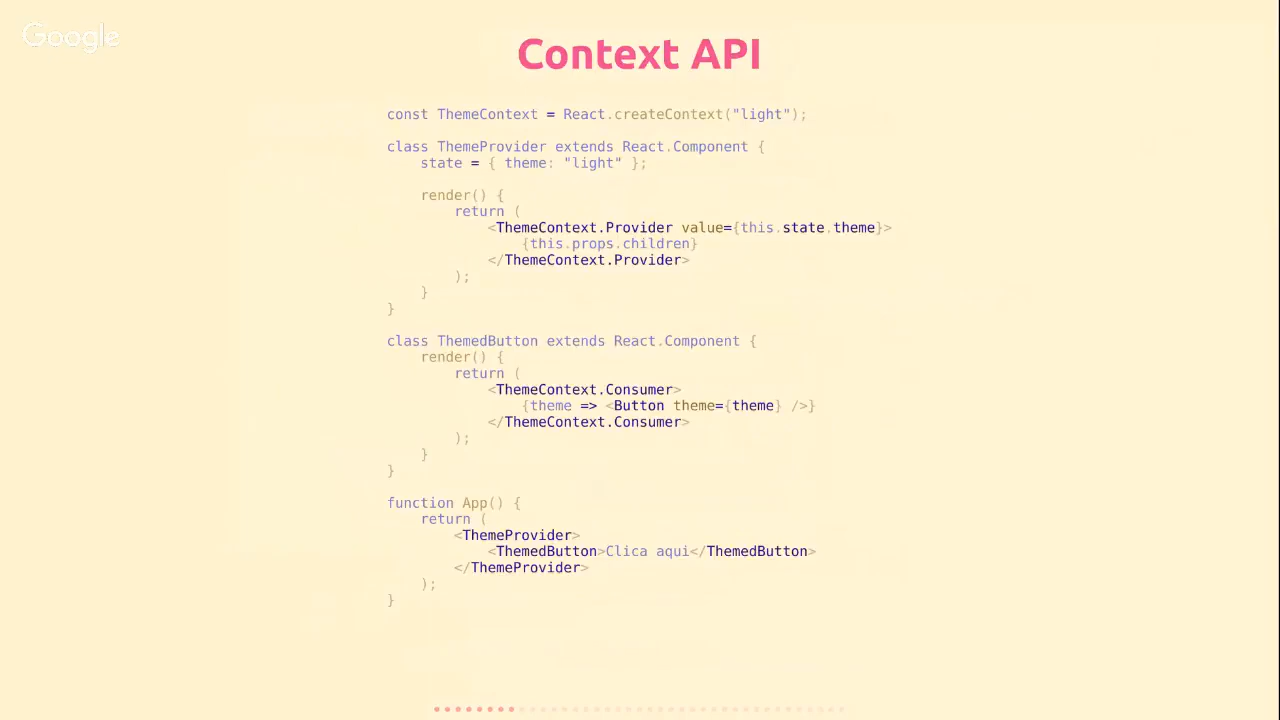 Google
Context API
const ThemeContext = React.createContext("light");
class ThemeProvider extends React.Component {
    state = { theme: "light" };
    render() {
        return (
            <ThemeContext.Provider value={this.state.theme}>
                {this.props.children}
            </ThemeContext.Provider>
        );
    }
}
class ThemedButton extends React.Component {
    render() {
        return (
            <ThemeContext.Consumer>
                {theme => <Button theme={theme} />}
            </ThemeContext.Consumer>
        );
    }
}
function App() {
    return (
        <ThemeProvider>
            <ThemedButton>Clica aqui</ThemedButton>
        </ThemeProvider>
    );
}